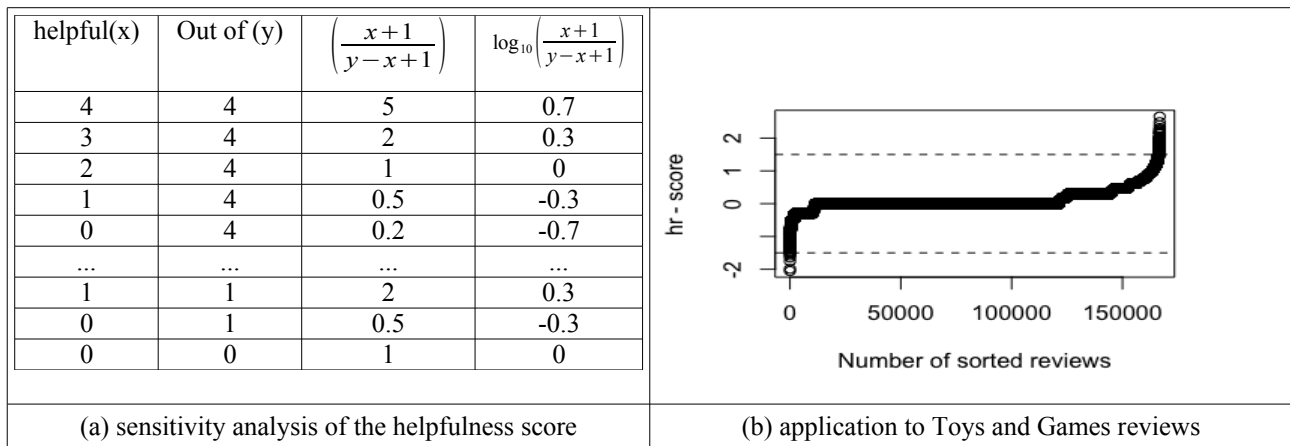 helpful(x) Out of (y) (x+1 / y−x+1) log₁₀(x+1 / y−x+1)
4 4 5 0.7
3 4 2 0.3
2 4 1 0
1 4 0.5 -0.3
0 4 0.2 -0.7
... ... ... ...
1 1 2 0.3
0 1 0.5 -0.3
0 0 1 0
(a) sensitivity analysis of the helpfulness score
hr - score
2
1
0
-2
0 50000 100000 150000
Number of sorted reviews
(b) application to Toys and Games reviews